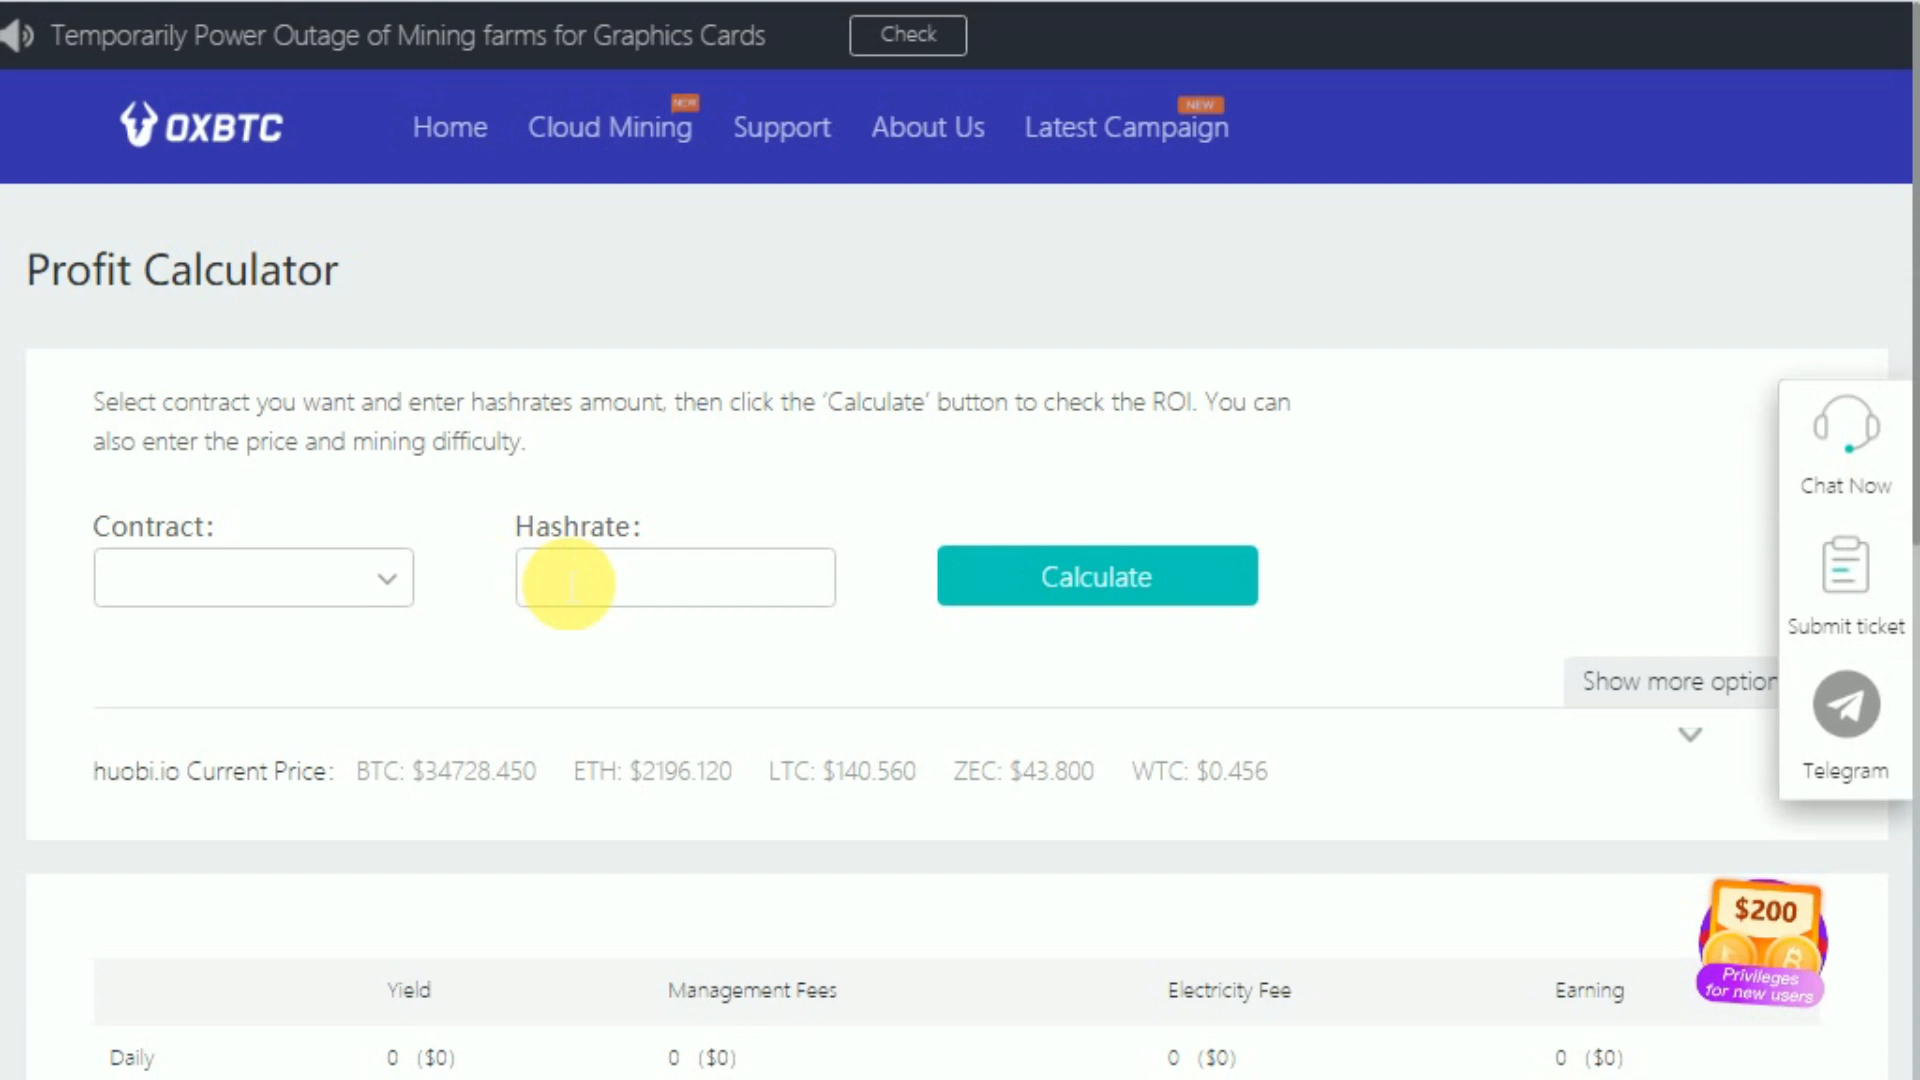 Temporarily Power Outage of Mining farms for Graphics Cards
Check
OXBTC
Home
Cloud Mining
NEW
Support
About Us
Latest Campaign
NEW
Profit Calculator
Select contract you want and enter hashrates amount, then click the ‘Calculate’ button to check the ROI. You can
also enter the price and mining difficulty.
Contract:
Hashrate:
Calculate
Show more option
huobi.io Current Price: BTC: $34728.450 ETH: $2196.120 LTC: $140.560 ZEC: $43.800 WTC: $0.456
Chat Now
Submit ticket
Telegram
$200
Privileges
for new users
Yield Management Fees Electricity Fee Earning
Daily 0 ($0) 0 ($0) 0 ($0) 0 ($0)